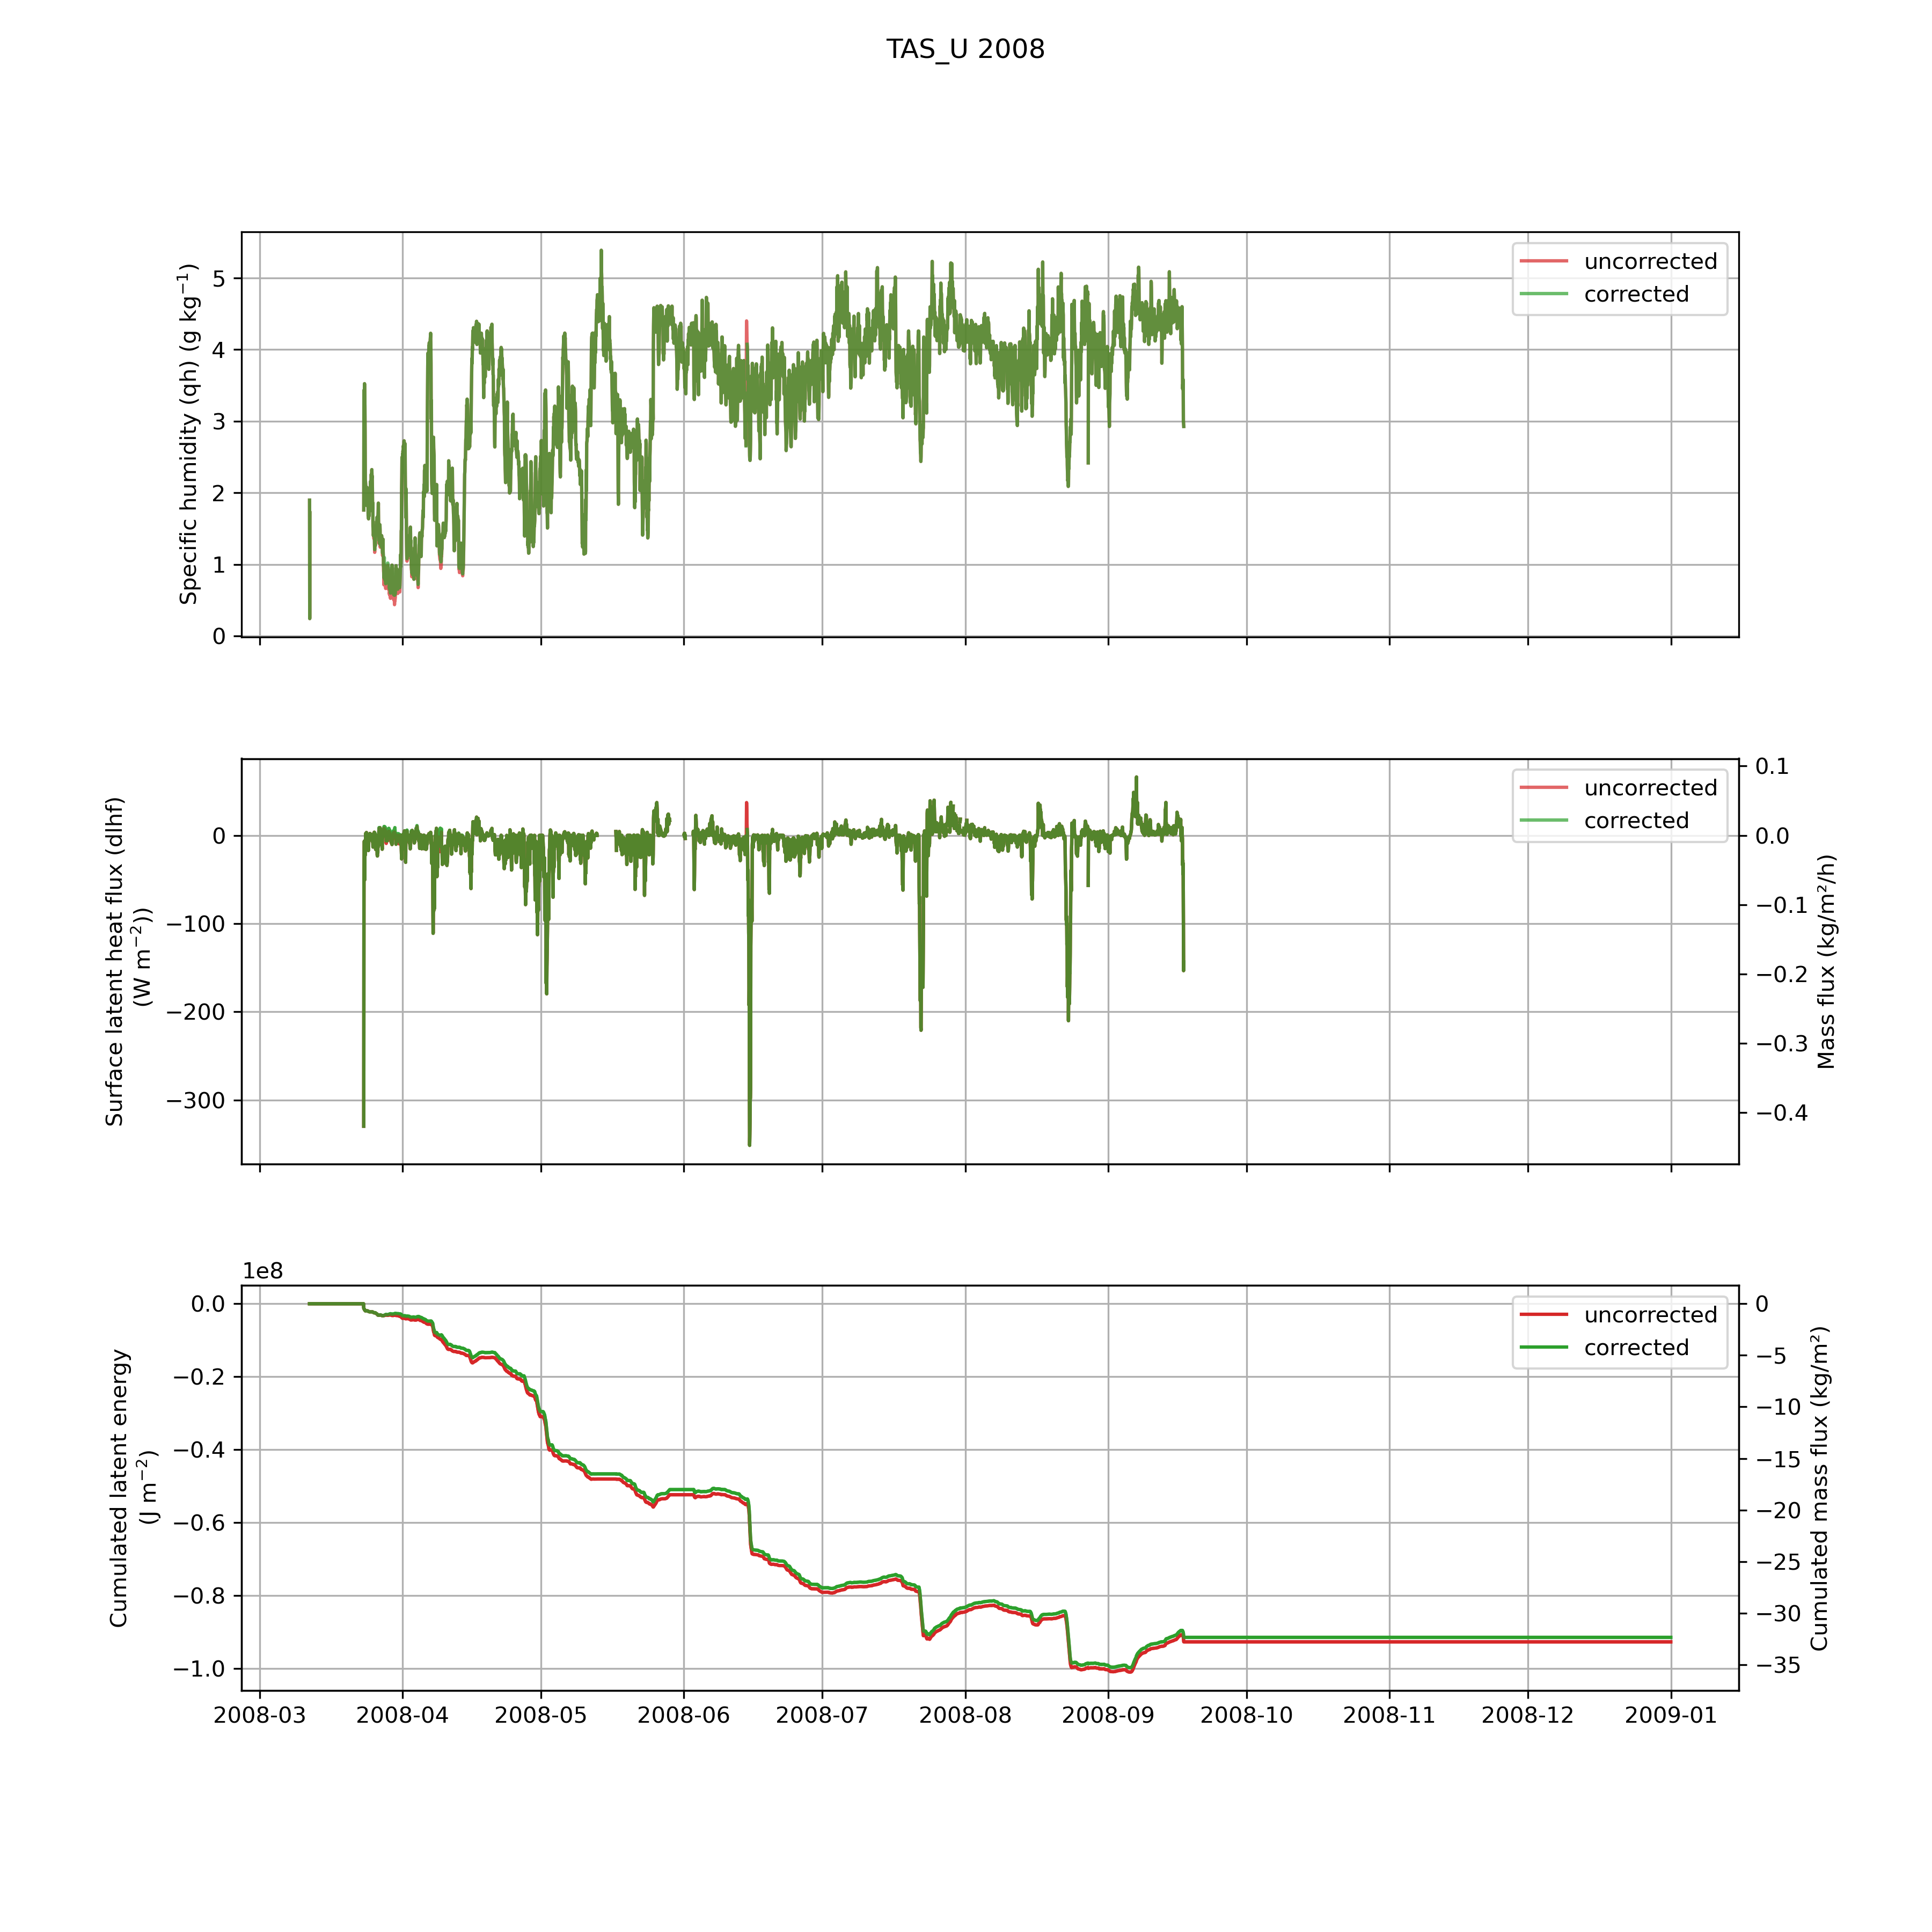 TAS_U 2008
Specific humidity (qh) (g kg⁻¹)
5
4
3
2
1
0
uncorrected
corrected
Surface latent heat flux (dlhf)
(W m⁻²))
0
−100
−200
−300
uncorrected
corrected
0.1
0.0
−0.1
−0.2
−0.3
−0.4
Mass flux (kg/m²/h)
1e8
Cumulated latent energy
(J m⁻²)
0.0
−0.2
−0.4
−0.6
−0.8
−1.0
uncorrected
corrected
0
−5
−10
−15
−20
−25
−30
−35
Cumulated mass flux (kg/m²)
2008-03 2008-04 2008-05 2008-06 2008-07 2008-08 2008-09 2008-10 2008-11 2008-12 2009-01